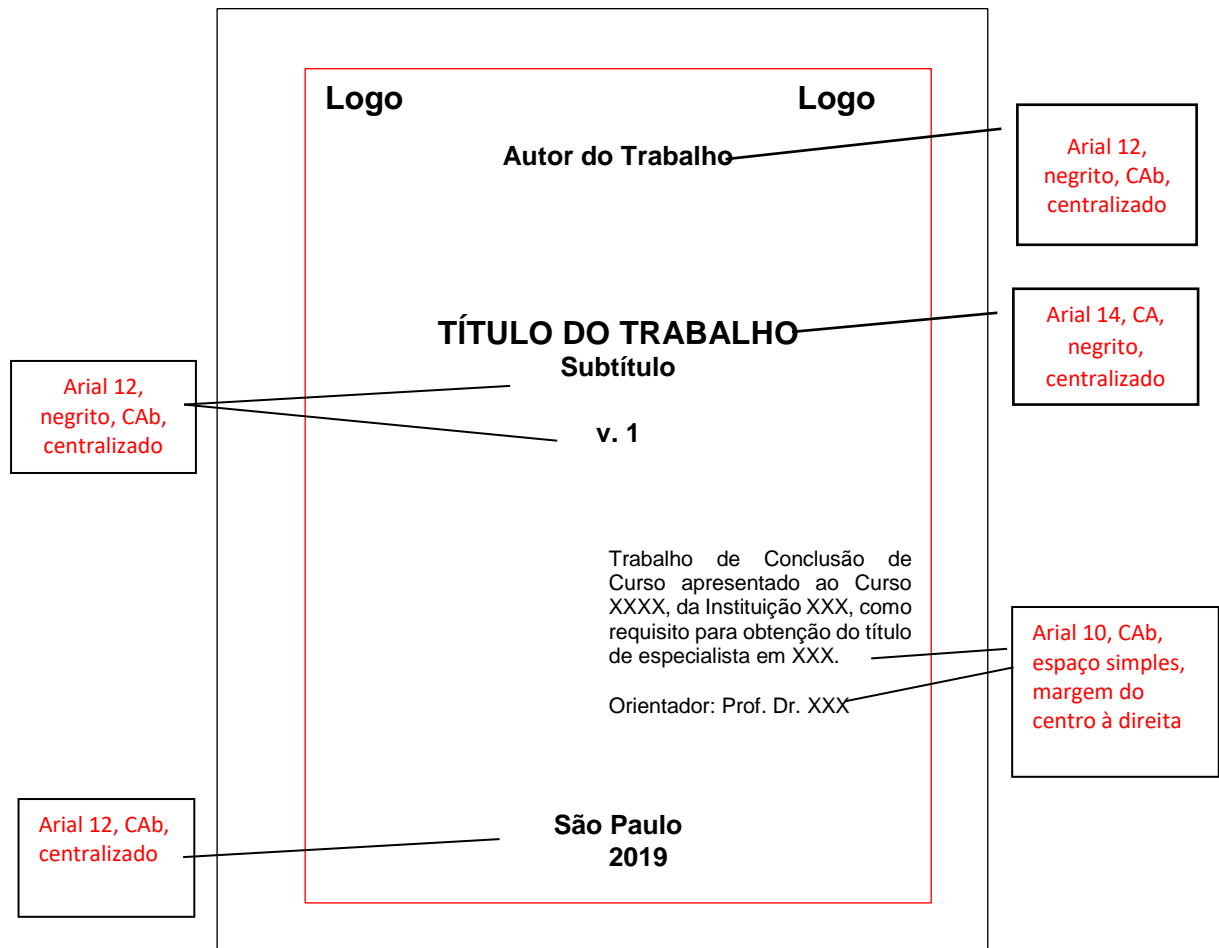 Logo Logo
Autor do Trabalho
Arial 12,
negrito, CAb,
centralizado
TÍTULO DO TRABALHO
Subtítulo
Arial 14, CA,
negrito,
centralizado
Arial 12,
negrito, CAb,
centralizado
v. 1
Trabalho de Conclusão de
Curso apresentado ao Curso
XXXX, da Instituição XXX, como
requisito para obtenção do título
de especialista em XXX.
Orientador: Prof. Dr. XXX
Arial 10, CAb,
espaço simples,
margem do
centro à direita
São Paulo
2019
Arial 12, CAb,
centralizado